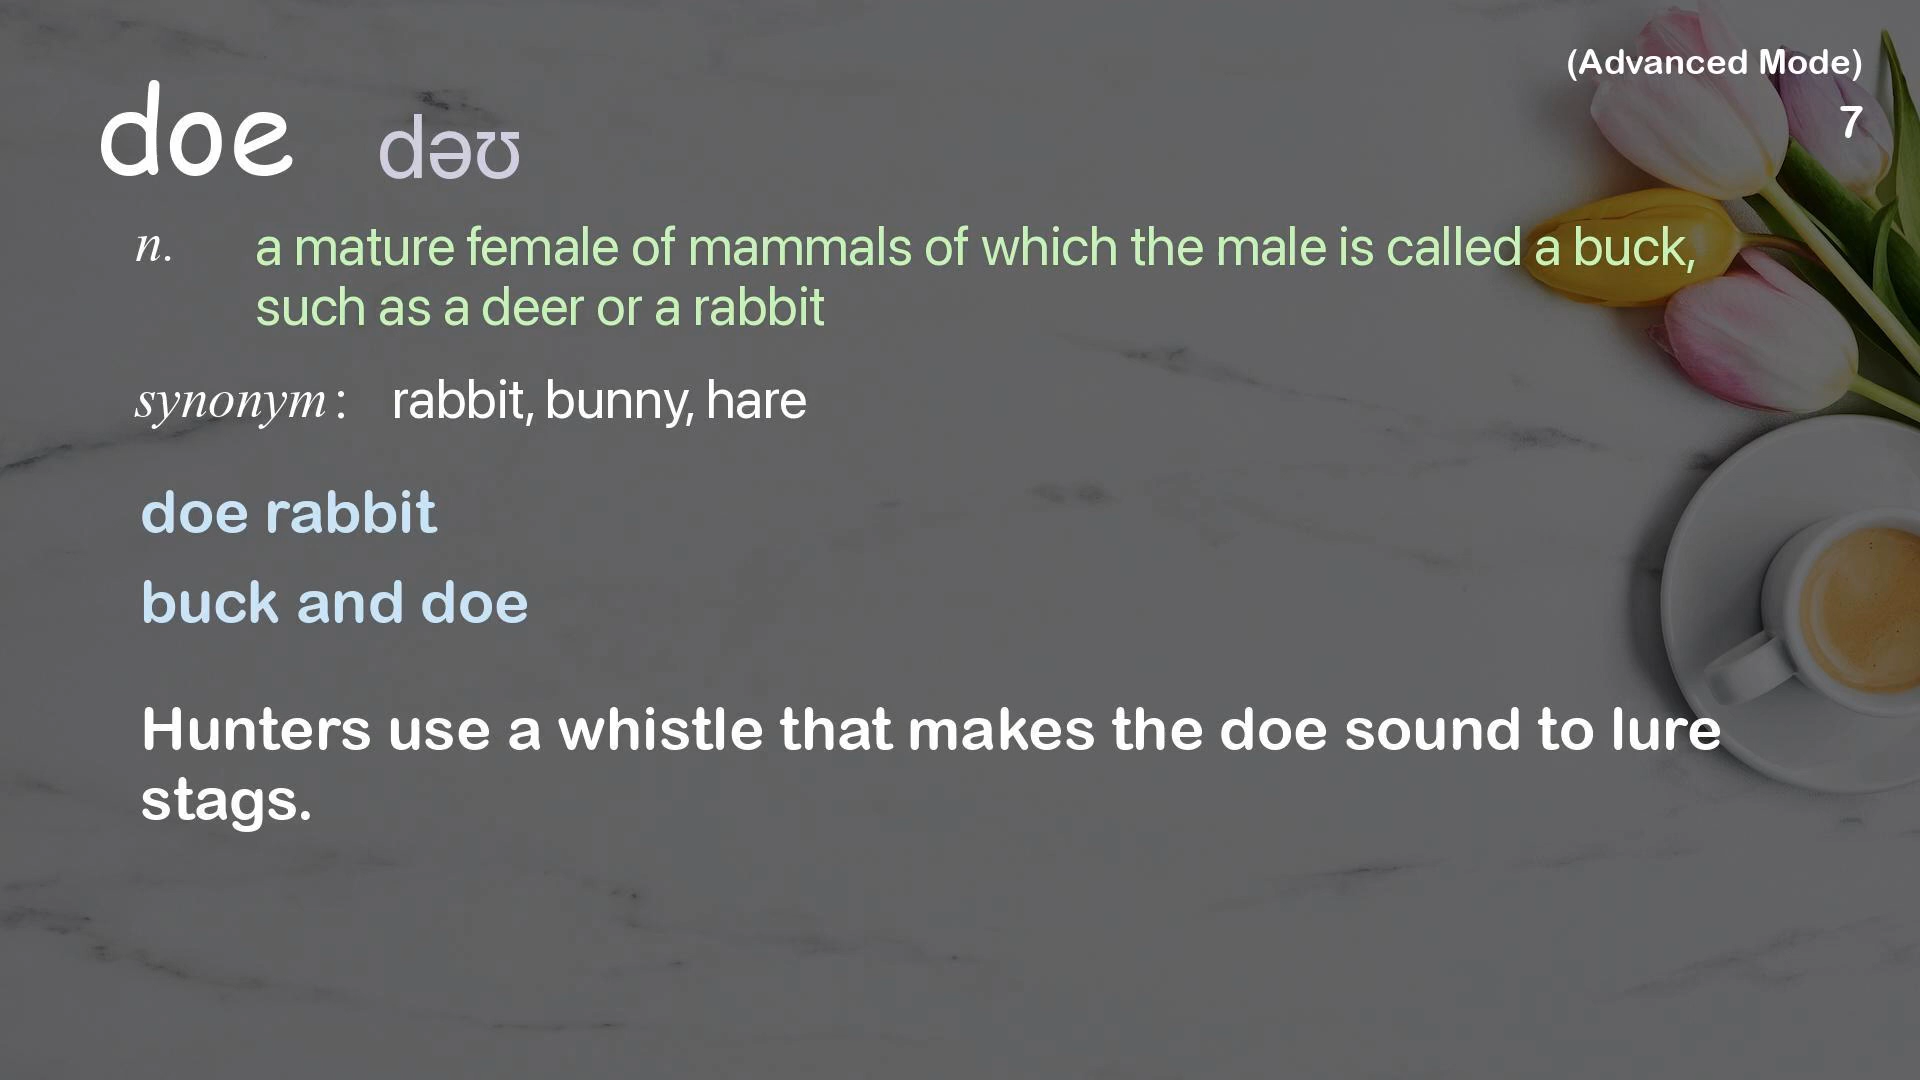 (Advanced Mode)
7
doe dəʊ
n. a mature female of mammals of which the male is called a buck,
such as a deer or a rabbit
synonym: rabbit, bunny, hare
doe rabbit
buck and doe
Hunters use a whistle that makes the doe sound to lure
stags.